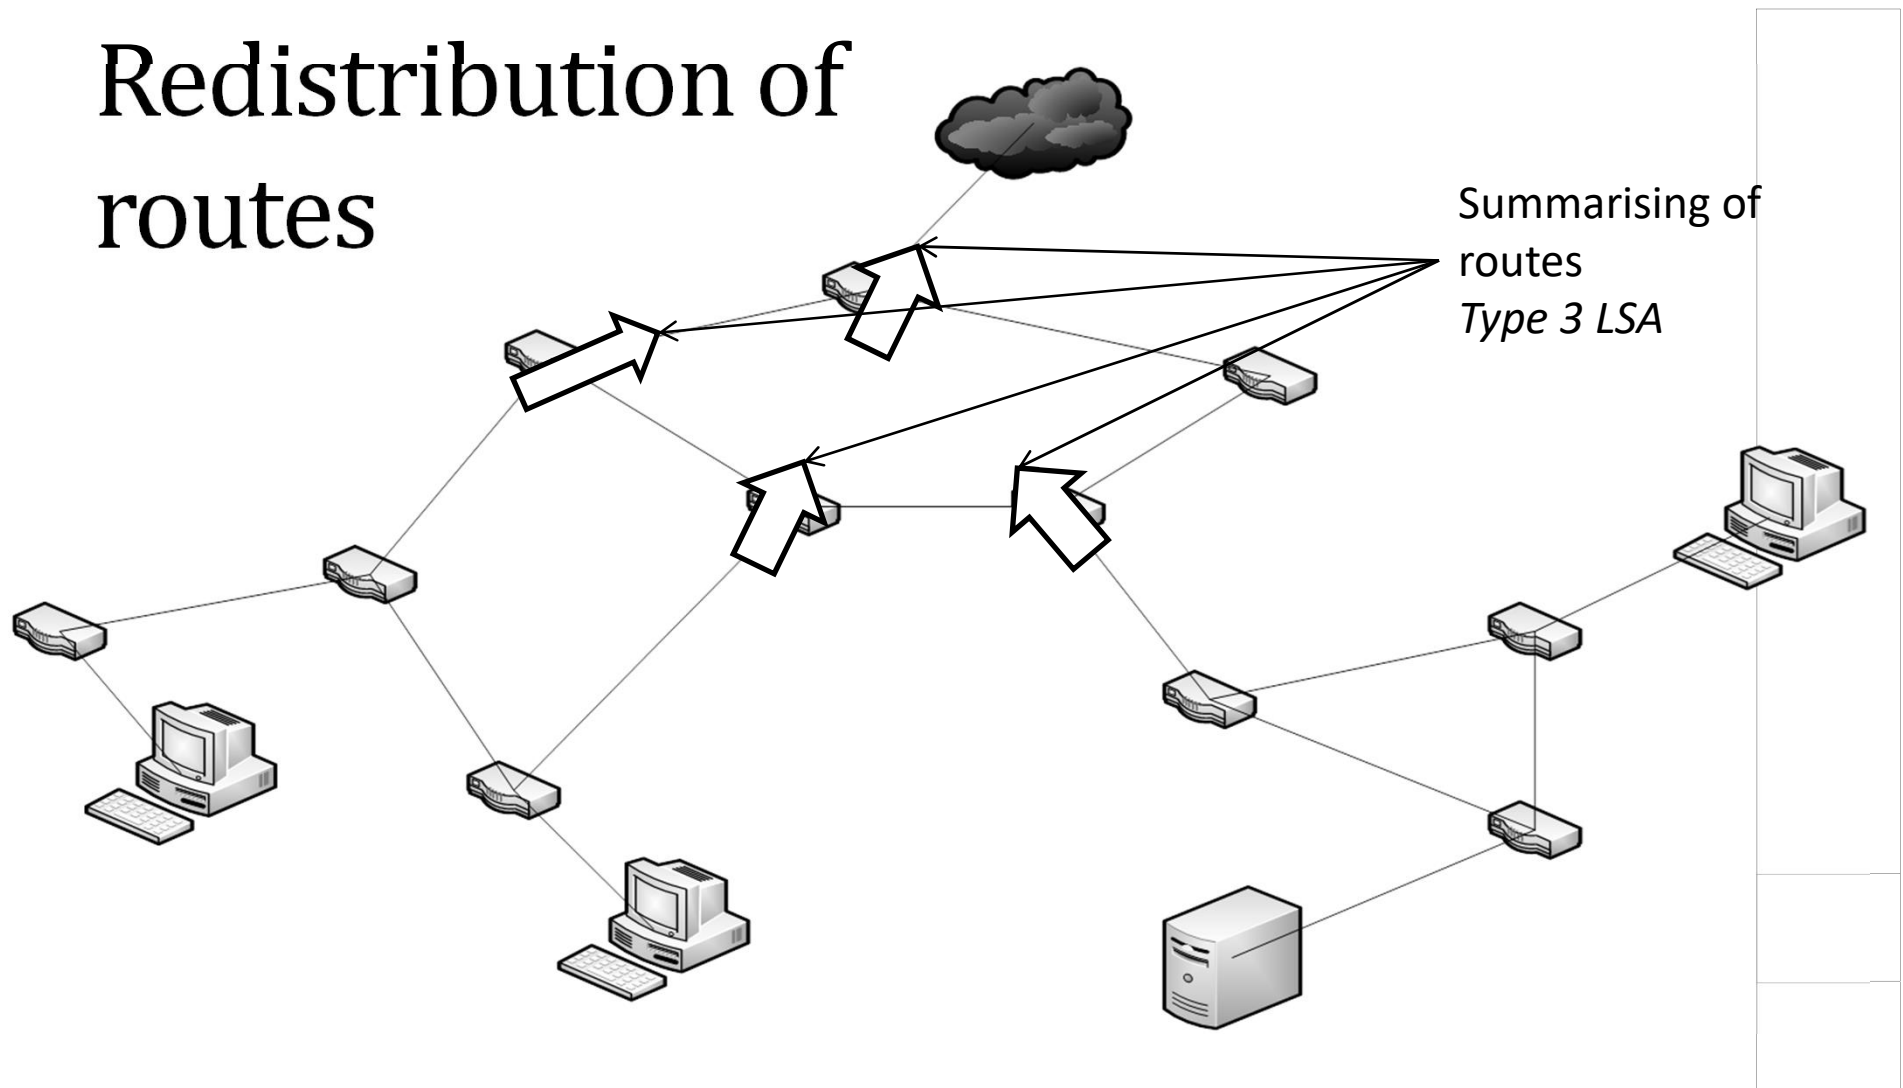 Redistribution of
routes
Summarising of
routes
Type 3 LSA